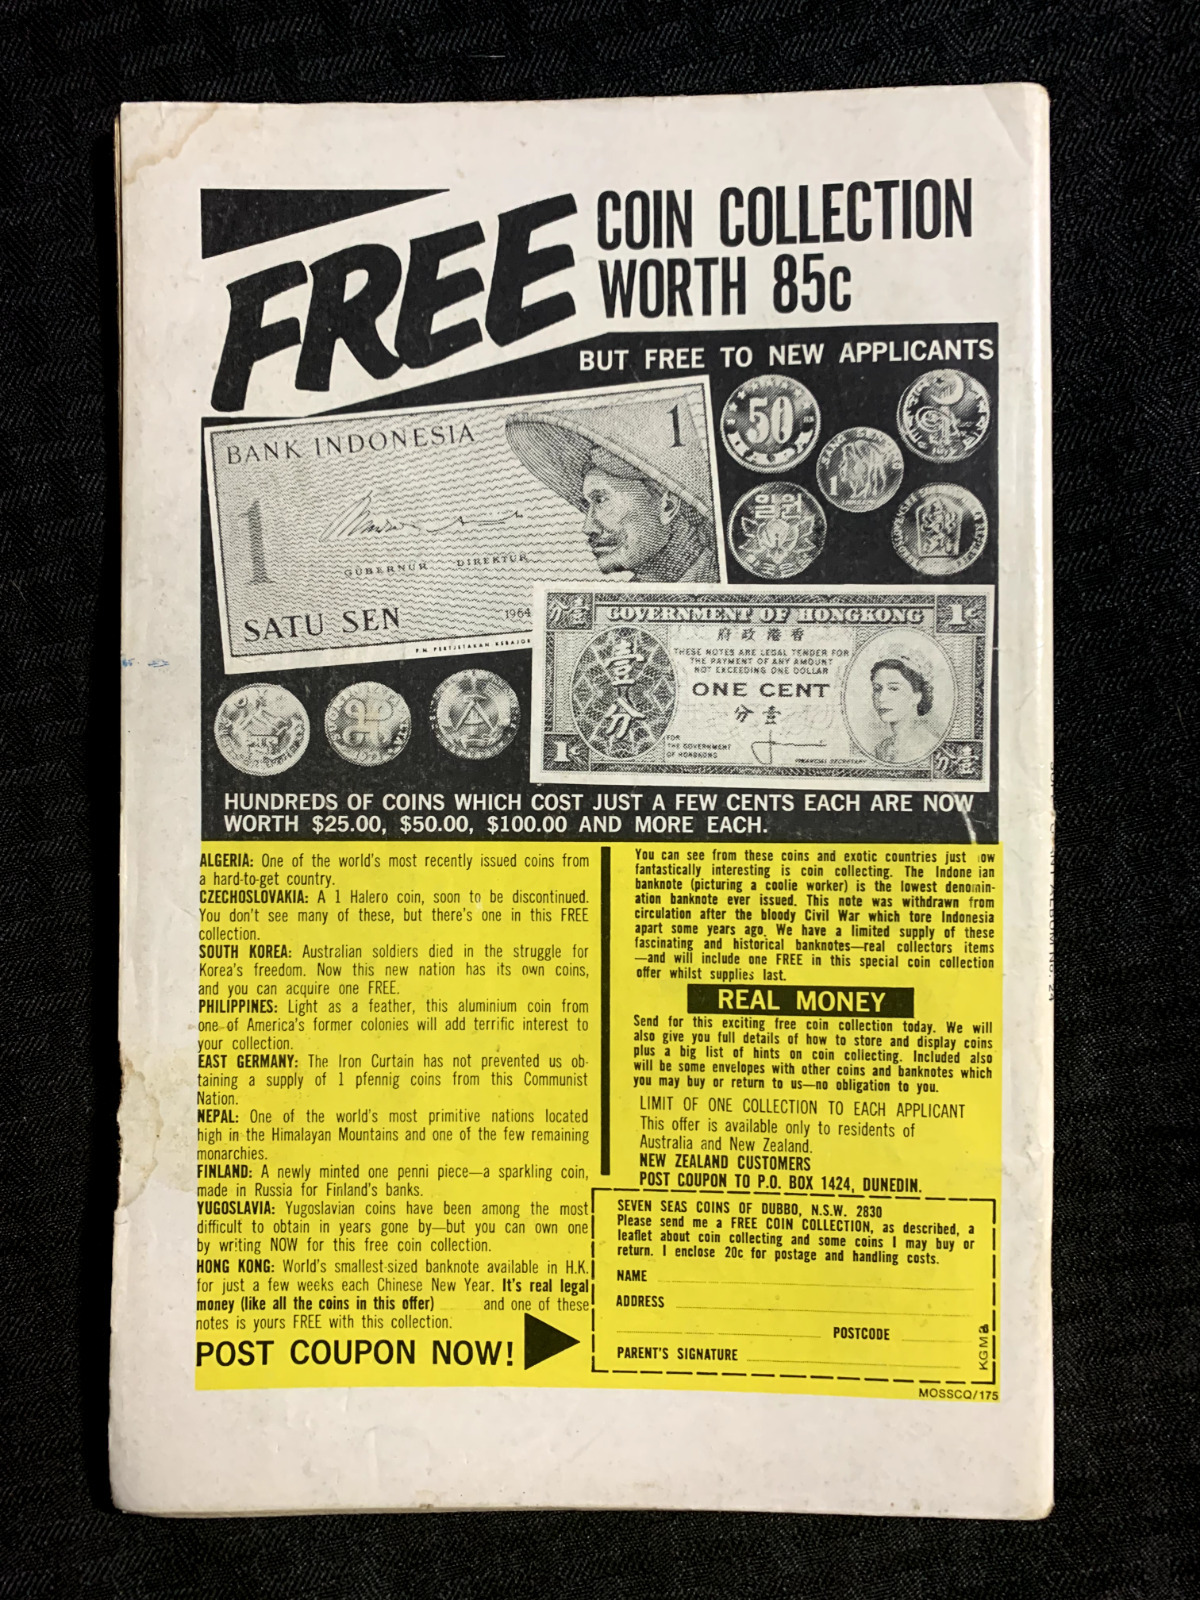 FREE
COIN COLLECTION
WORTH 85c
BUT FREE TO NEW APPLICANTS
BANK INDONESIA
1
1
GUBERNUR DIREKTUR
SATU SEN
1964
50
일원
GOVERNMENT OF HONGKONG
1¢
壹分
府政港香
THESE NOTES ARE LEGAL TENDER FOR
THE PAYMENT OF ANY AMOUNT
NOT EXCEEDING ONE DOLLAR
ONE CENT
分壹
壹分
FOR
THE GOVERNMENT
OF HONGKONG
FINANCIAL SECRETARY
1¢
HUNDREDS OF COINS WHICH COST JUST A FEW CENTS EACH ARE NOW
WORTH $25.00, $50.00, $100.00 AND MORE EACH.
ALGERIA: One of the world's most recently issued coins from
a hard-to-get country.
CZECHOSLOVAKIA: A 1 Halero coin, soon to be discontinued.
You don't see many of these, but there's one in this FREE
collection.
SOUTH KOREA: Australian soldiers died in the struggle for
Korea's freedom. Now this new nation has its own coins,
and you can acquire one FREE.
PHILIPPINES: Light as a feather, this aluminium coin from
one of America's former colonies will add terrific interest to
your collection.
EAST GERMANY: The Iron Curtain has not prevented us ob-
taining a supply of 1 pfennig coins from this Communist
Nation.
NEPAL: One of the world's most primitive nations located
high in the Himalayan Mountains and one of the few remaining
monarchies.
FINLAND: A newly minted one penni piece—a sparkling coin,
made in Russia for Finland's banks.
YUGOSLAVIA: Yugoslavian coins have been among the most
difficult to obtain in years gone by—but you can own one
by writing NOW for this free coin collection.
HONG KONG: World's smallest-sized banknote available in H.K.
for just a few weeks each Chinese New Year. It's real legal
money (like all the coins in this offer) and one of these
notes is yours FREE with this collection.
POST COUPON NOW!
You can see from these coins and exotic countries just ow
fantastically interesting is coin collecting. The Indone ian
banknote (picturing a coolie worker) is the lowest denomin-
ation banknote ever issued. This note was withdrawn from
circulation after the bloody Civil War which tore Indonesia
apart some years ago. We have a limited supply of these
fascinating and historical banknotes—real collectors items
—and will include one FREE in this special coin collection
offer whilst supplies last.
REAL MONEY
Send for this exciting free coin collection today. We will
also give you full details of how to store and display coins
plus a big list of hints on coin collecting. Included also
will be some envelopes with other coins and banknotes which
you may buy or return to us—no obligation to you.
LIMIT OF ONE COLLECTION TO EACH APPLICANT
This offer is available only to residents of
Australia and New Zealand.
NEW ZEALAND CUSTOMERS
POST COUPON TO P.O. BOX 1424, DUNEDIN.
SEVEN SEAS COINS OF DUBBO, N.S.W. 2830
Please send me a FREE COIN COLLECTION, as described, a
leaflet about coin collecting and some coins I may buy or
return. I enclose 20c for postage and handling costs.
NAME
ADDRESS
POSTCODE
PARENT'S SIGNATURE
MOSSCQ/175